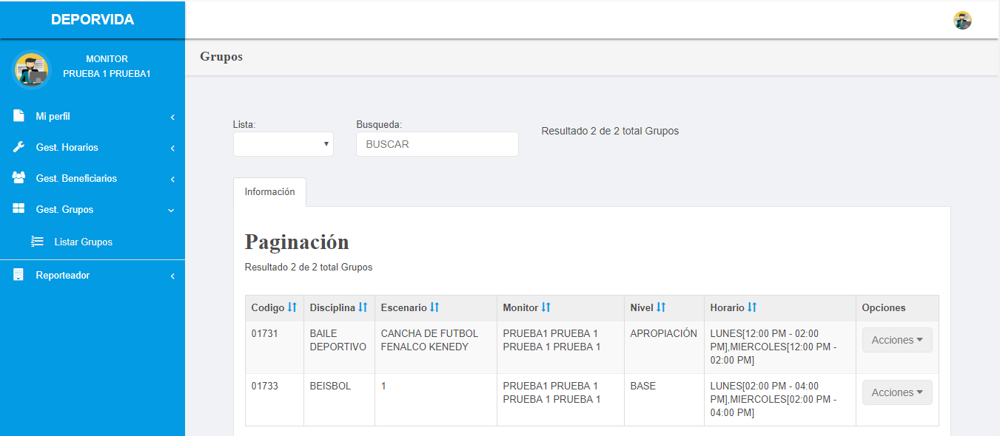 DEPORVIDA
MONITOR
PRUEBA 1 PRUEBA1
Mi perfil
Gest. Horarios
Gest. Beneficiarios
Gest. Grupos
Listar Grupos
Reporteador
Grupos
Lista:
Busqueda:
BUSCAR
Resultado 2 de 2 total Grupos
Información
Paginación
Resultado 2 de 2 total Grupos
Codigo Disciplina Escenario Monitor Nivel Horario Opciones
01731 BAILE CANCHA DE FUTBOL PRUEBA1 PRUEBA 1 APROPIACIÓN LUNES[12:00 PM - 02:00 Acciones
DEPORTIVO FENALCO KENEDY PRUEBA 1 PRUEBA 1 PM],MIERCOLES[12:00 PM -
02:00 PM]
01733 BEISBOL 1 PRUEBA1 PRUEBA 1 BASE LUNES[02:00 PM - 04:00 Acciones
PRUEBA 1 PRUEBA 1 PM],MIERCOLES[02:00 PM -
04:00 PM]